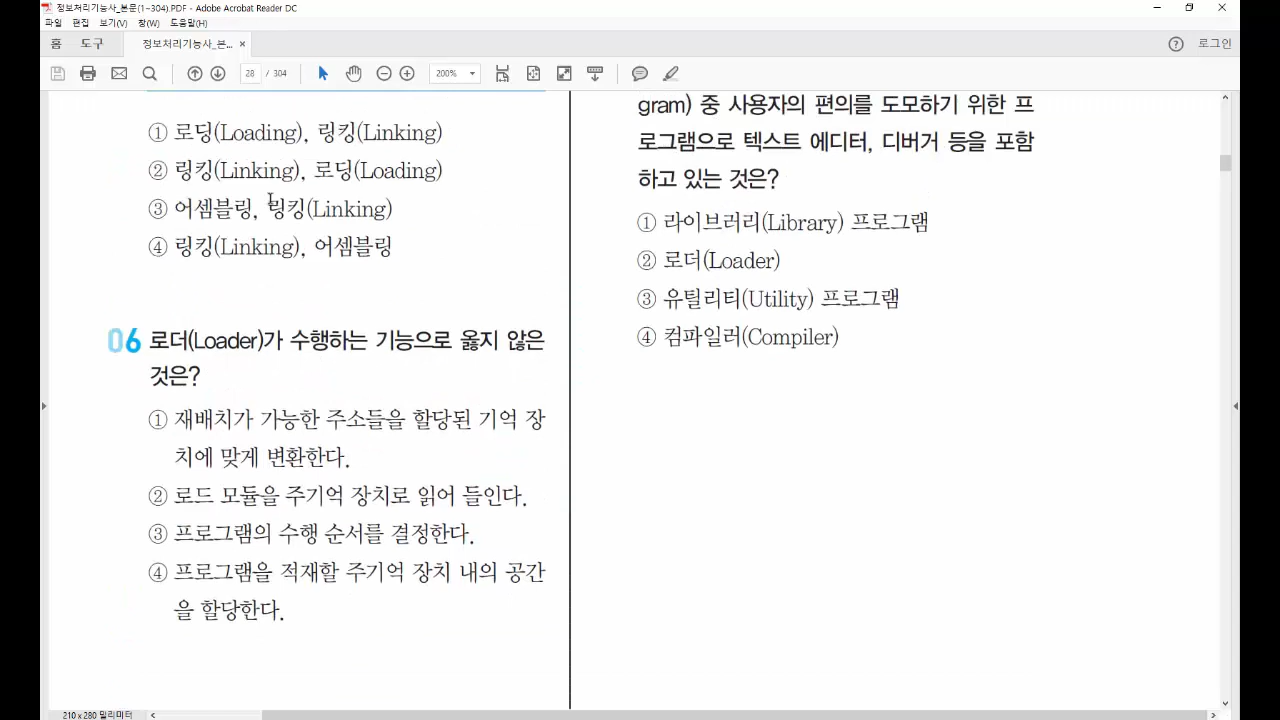 정보처리기능사_본문(1-304).PDF - Adobe Acrobat Reader DC
파일 편집 보기(V) 창(W) 도움말(H)
홈 도구 정보처리기능사_본... × ? 로그인
28 / 304 200%
① 로딩(Loading), 링킹(Linking)
② 링킹(Linking), 로딩(Loading)
③ 어셈블링, 링킹(Linking)
④ 링킹(Linking), 어셈블링
06 로더(Loader)가 수행하는 기능으로 옳지 않은
것은?
① 재배치가 가능한 주소들을 할당된 기억 장
치에 맞게 변환한다.
② 로드 모듈을 주기억 장치로 읽어 들인다.
③ 프로그램의 수행 순서를 결정한다.
④ 프로그램을 적재할 주기억 장치 내의 공간
을 할당한다.
gram) 중 사용자의 편의를 도모하기 위한 프
로그램으로 텍스트 에디터, 디버거 등을 포함
하고 있는 것은?
① 라이브러리(Library) 프로그램
② 로더(Loader)
③ 유틸리티(Utility) 프로그램
④ 컴파일러(Compiler)
210 x 280 밀리미터